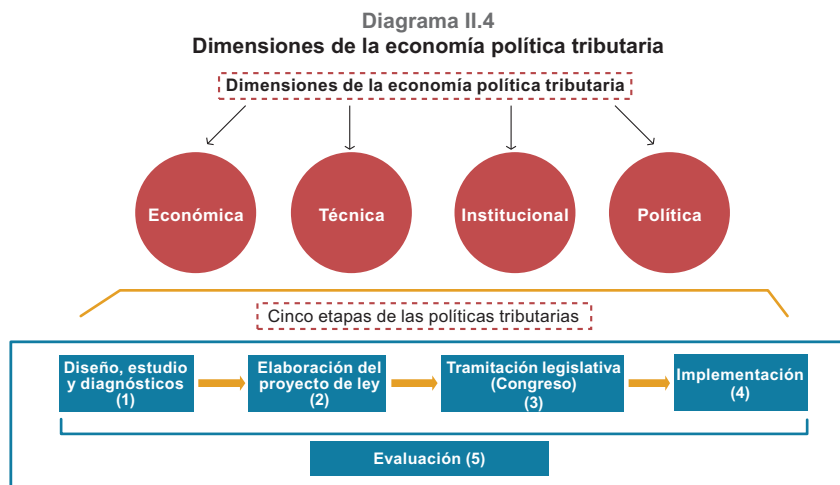 Diagrama II.4
Dimensiones de la economía política tributaria
Dimensiones de la economía política tributaria
Económica
Técnica
Institucional
Política
Cinco etapas de las políticas tributarias
Diseño, estudio
y diagnósticos
(1)
Elaboración del
proyecto de ley
(2)
Tramitación legislativa
(Congreso)
(3)
Implementación
(4)
Evaluación (5)